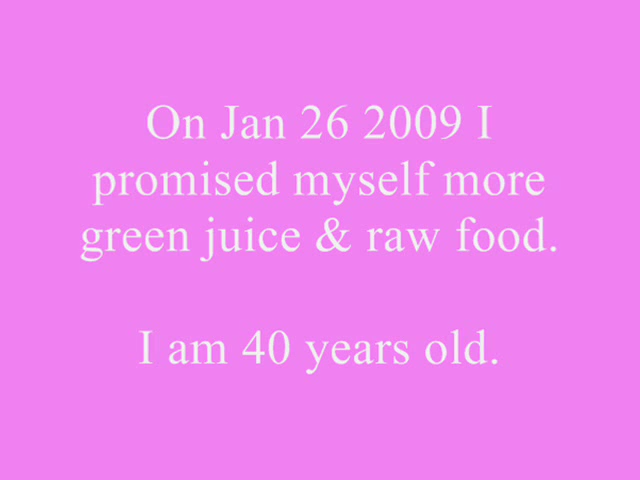 On Jan 26 2009 I
promised myself more
green juice & raw food.
I am 40 years old.